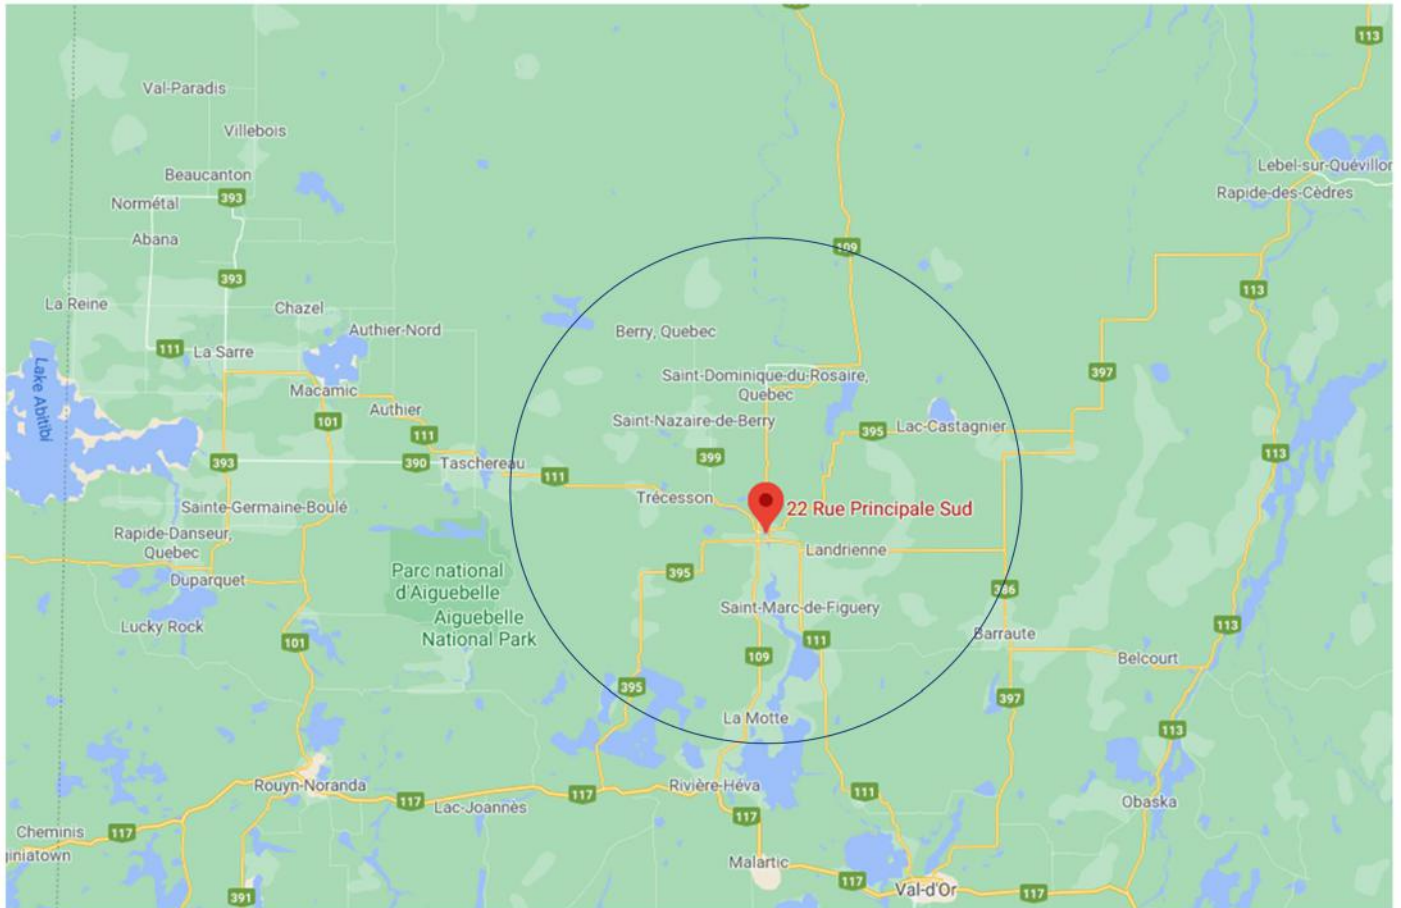 113
Val-Paradis
Villebois
Lebel-sur-Quévillor
Beaucanton
393
Rapide-des-Cèdres
Normétal
Abana
109
393
113
La Reine
Chazel
Authier-Nord
Berry, Quebec
111
La Sarre
397
Saint-Dominique-du-Rosaire,
Quebec
Macamic
Authier
Lake Abitibi
101
Saint-Nazaire-de-Berry
395
Lac-Castagnier
111
113
393
390
Taschereau
399
111
Trécesson
22 Rue Principale Sud
Sainte-Germaine-Boulé
Rapide-Danseur,
Quebec
Landrienne
Duparquet
Parc national
d'Aiguebelle
395
386
Aiguebelle
National Park
Saint-Marc-de-Figuery
Lucky Rock
113
101
111
Barraute
109
Belcourt
395
397
La Motte
113
Rouyn-Noranda
Rivière-Héva
117
Lac-Joannès
117
111
Obaska
117
Cheminis
117
giniatown
Malartic
117
Val-d'Or
117
391